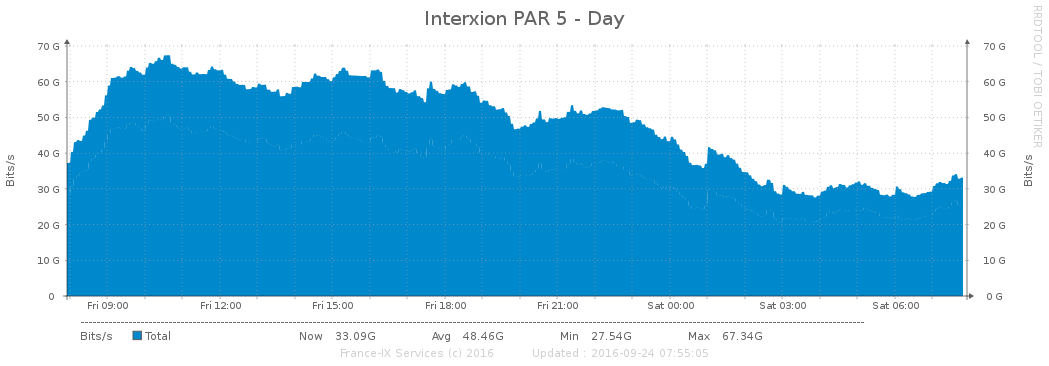 Interxion PAR 5 - Day
RRDTOOL / TOBI OETIKER
Bits/s
70 G
60 G
50 G
40 G
30 G
20 G
10 G
0
70 G
60 G
50 G
40 G
30 G
20 G
10 G
0 G
Bits/s
Fri 09:00 Fri 12:00 Fri 15:00 Fri 18:00 Fri 21:00 Sat 00:00 Sat 03:00 Sat 06:00
Bits/s Total Now 33.09G Avg 48.46G Min 27.54G Max 67.34G
France-IX Services (c) 2016 Updated : 2016-09-24 07:55:05